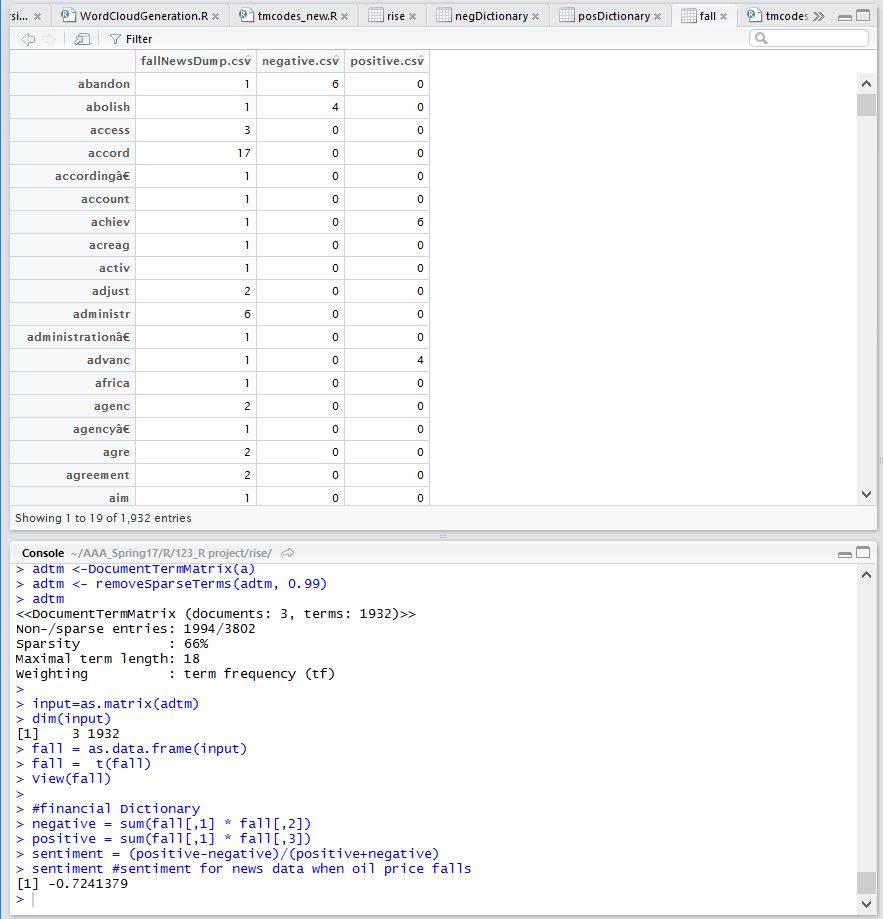 rsi... WordCloudGeneration.R tmcodes_new.R rise negDictionary posDictionary fall tmcodes
Filter
fallNewsDump.csv negative.csv positive.csv
abandon 1 6 0
abolish 1 4 0
access 3 0 0
accord 17 0 0
accordingâ€ 1 0 0
account 1 0 0
achiev 1 0 6
acreag 1 0 0
activ 1 0 0
adjust 2 0 0
administr 6 0 0
administrationâ€ 1 0 0
advanc 1 0 4
africa 1 0 0
agenc 2 0 0
agencyâ€ 1 0 0
agre 2 0 0
agreement 2 0 0
aim 1 0 0
Showing 1 to 19 of 1,932 entries
Console ~/AAA_Spring17/R/123_R project/rise/
> adtm <-DocumentTermMatrix(a)
> adtm <- removeSparseTerms(adtm, 0.99)
> adtm
<<DocumentTermMatrix (documents: 3, terms: 1932)>>
Non-/sparse entries: 1994/3802
Sparsity           : 66%
Maximal term length: 18
Weighting          : term frequency (tf)
>
> input=as.matrix(adtm)
> dim(input)
[1]    3 1932
> fall = as.data.frame(input)
> fall =  t(fall)
> View(fall)
>
> #financial Dictionary
> negative = sum(fall[,1] * fall[,2])
> positive = sum(fall[,1] * fall[,3])
> sentiment = (positive-negative)/(positive+negative)
> sentiment #sentiment for news data when oil price falls
[1] -0.7241379
>